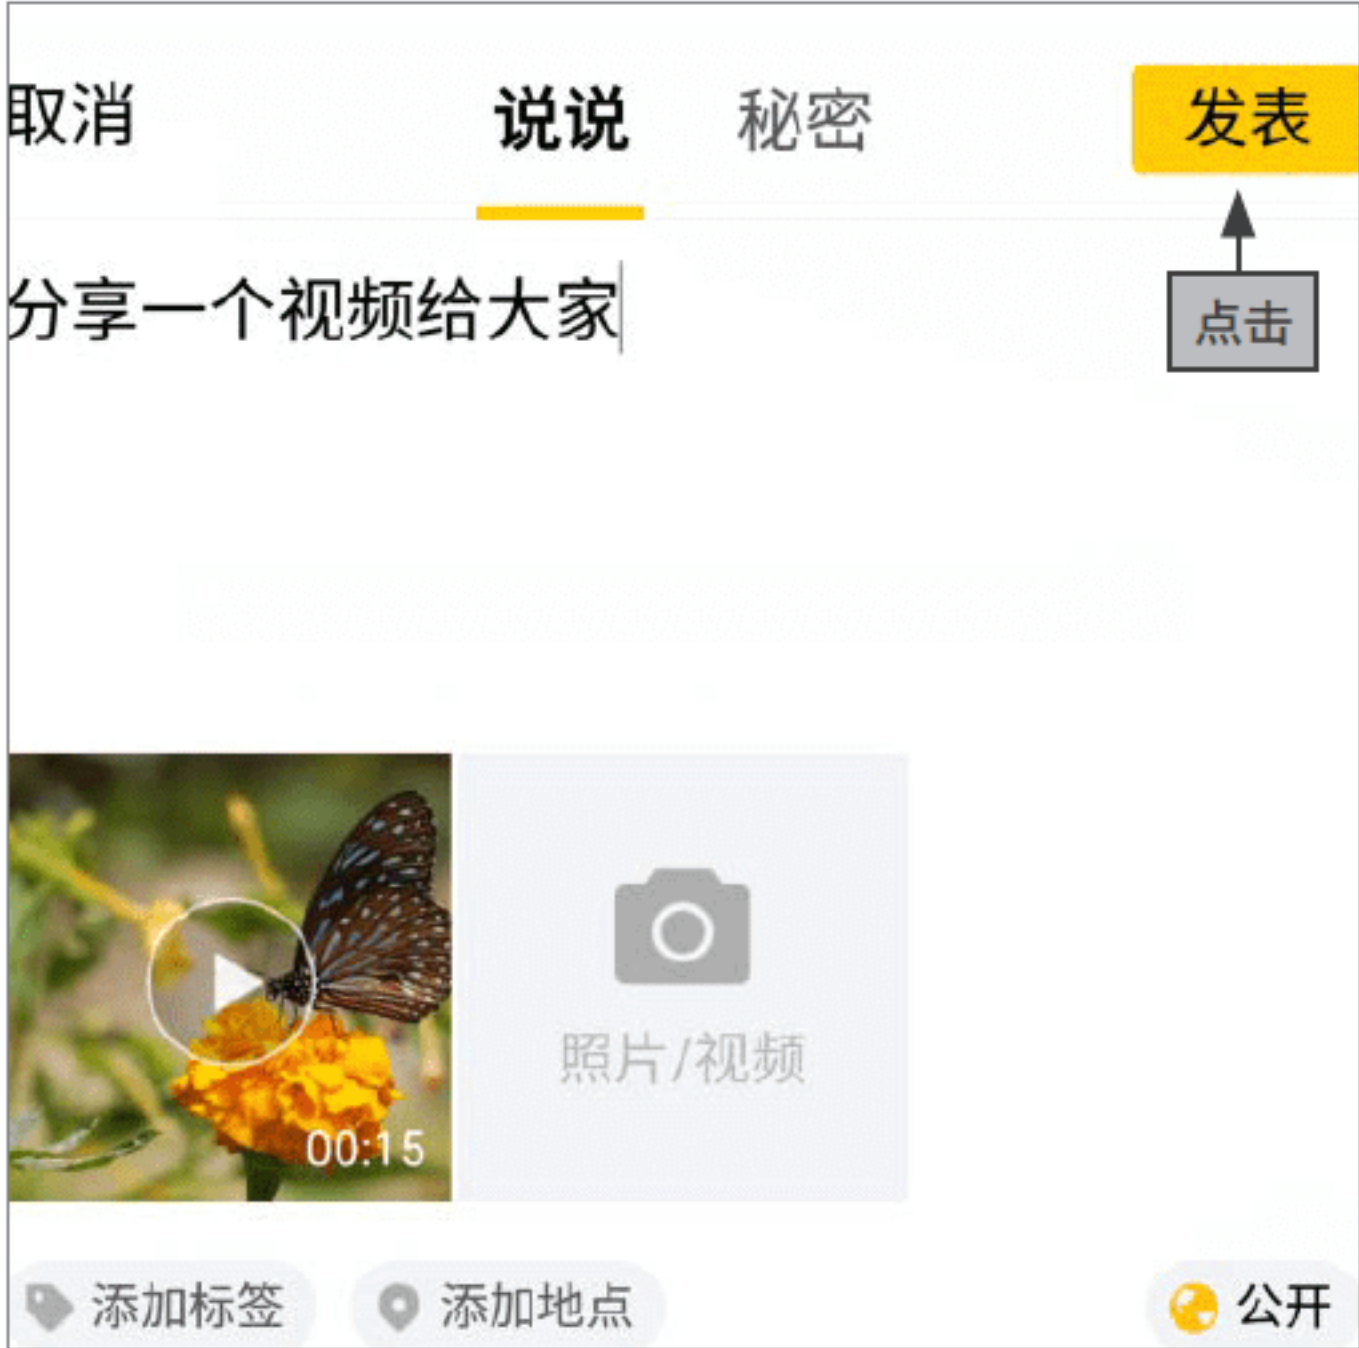 取消 说说 秘密 发表
分享一个视频给大家
点击
照片/视频
00:15
添加标签 添加地点 公开